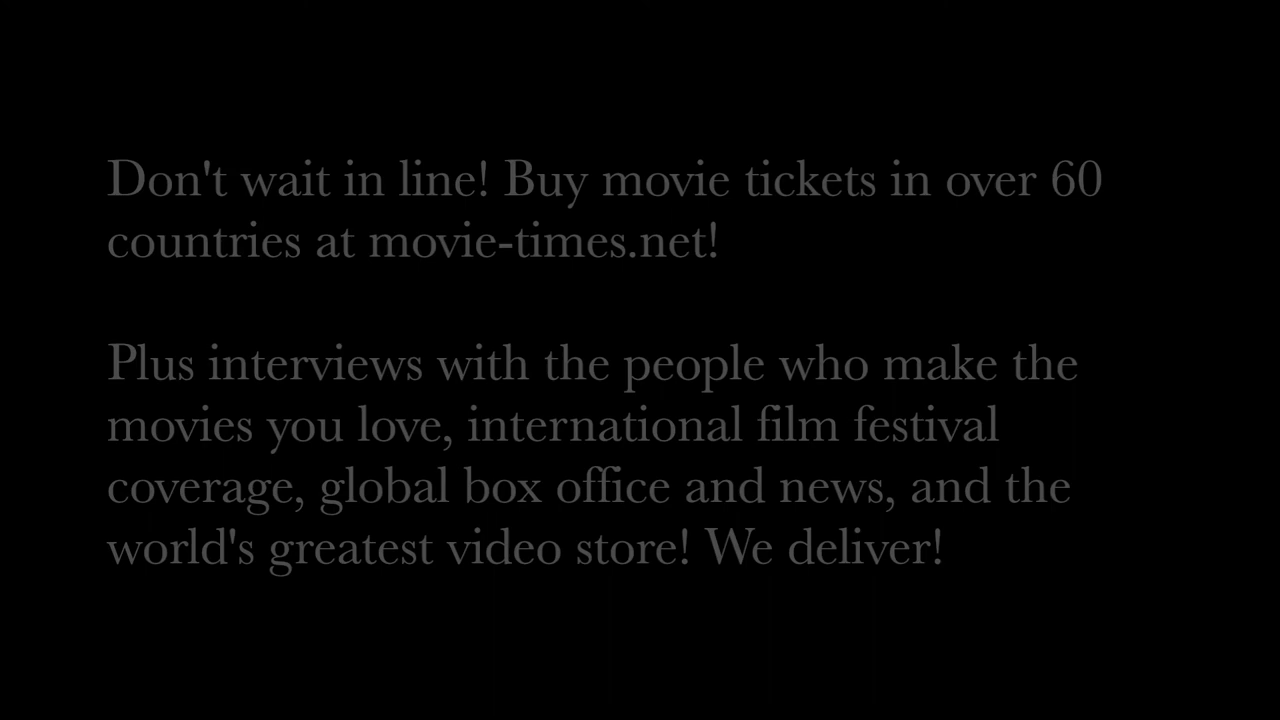 Don't wait in line! Buy movie tickets in over 60
countries at movie-times.net!
Plus interviews with the people who make the
movies you love, international film festival
coverage, global box office and news, and the
world's greatest video store! We deliver!